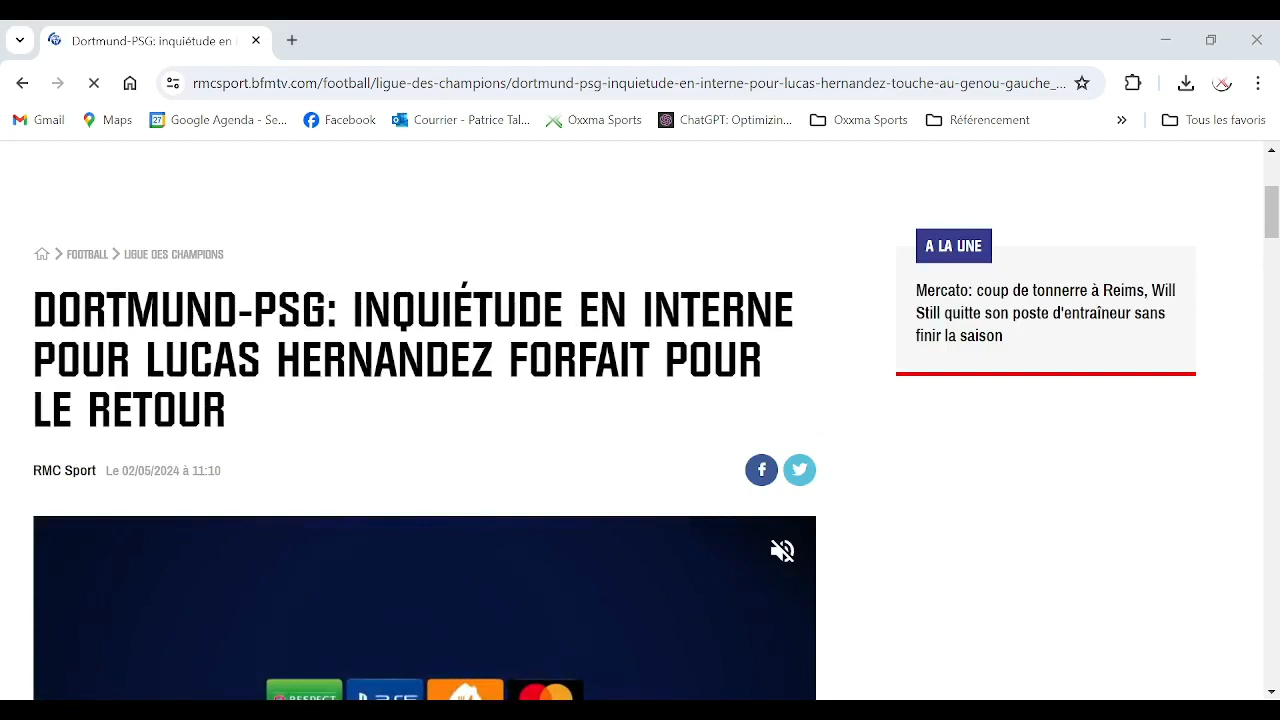 Dortmund-PSG: inquiétude en
rmcsport.bfmtv.com/football/ligue-des-champions/dortmund-psg-inquietude-en-interne-pour-lucas-hernandez-touche-au-genou-gauche_...
Gmail
Maps
Google Agenda - Se...
Facebook
Courrier - Patrice Tal...
Oxxma Sports
ChatGPT: Optimizin...
Oxxma Sports
Référencement
»
Tous les favoris
FOOTBALL
LIGUE DES CHAMPIONS
DORTMUND-PSG: INQUIÉTUDE EN INTERNE
POUR LUCAS HERNANDEZ FORFAIT POUR
LE RETOUR
RMC Sport Le 02/05/2024 à 11:10
A LA UNE
Mercato: coup de tonnerre à Reims, Will
Still quitte son poste d'entraîneur sans
finir la saison
RESPECT
PS5